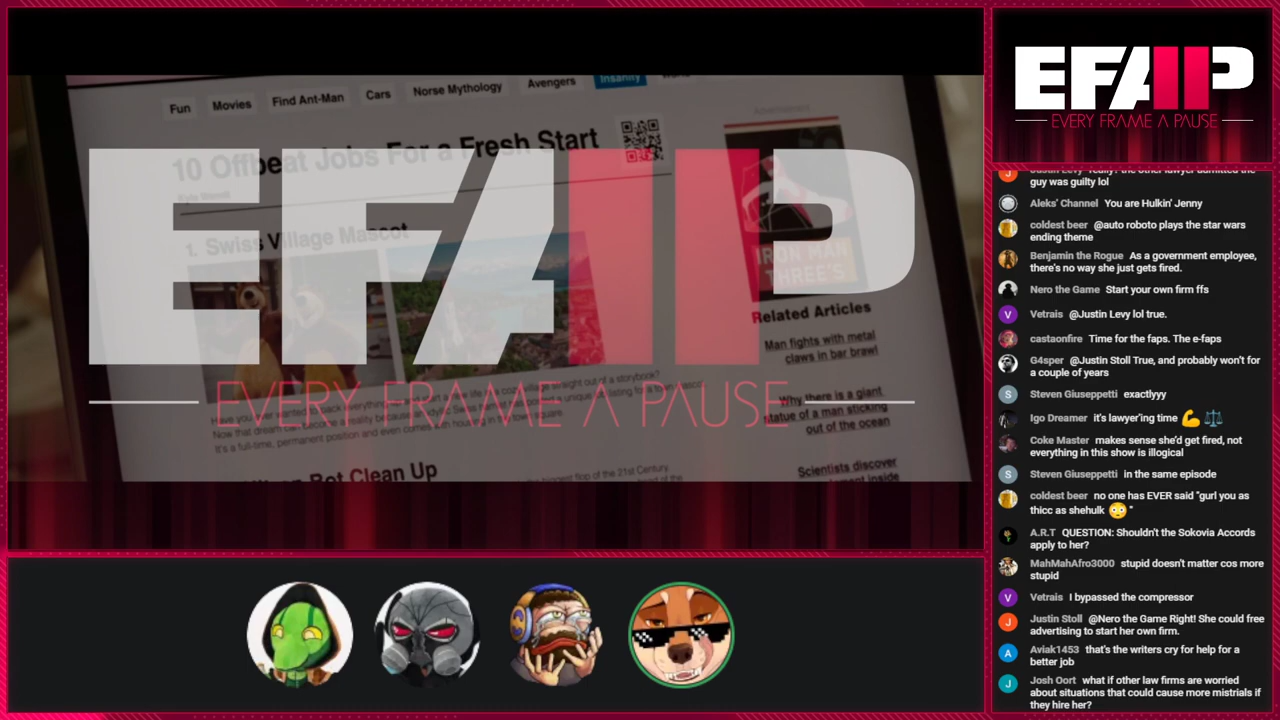 Fun Movies Find Ant-Man Cars Norse Mythology Avengers Insanity
Advertisement
10 Offbeat Jobs For a Fresh Start
1. Swiss Village Mascot
IRON MAN
THREE'S
Related Articles
Man fights with metal
claws in bar brawl
Why there is a giant
statue of a man sticking
out of the ocean
Scientists discover
Bot Clean Up
EFAP
EVERY FRAME A PAUSE
EFAP
EVERY FRAME A PAUSE
guy was guilty lol
Aleks' Channel You are Hulkin' Jenny
coldest beer @auto roboto plays the star wars
ending theme
Benjamin the Rogue As a government employee,
there's no way she just gets fired.
Nero the Game Start your own firm ffs
Vetrais @Justin Levy lol true.
castaonfire Time for the faps. The e-faps
G4sper @Justin Stoll True, and probably won't for
a couple of years
Steven Giuseppetti exactlyyy
Igo Dreamer it's lawyer'ing time 💪 ⚖️
Coke Master makes sense she'd get fired, not
everything in this show is illogical
Steven Giuseppetti in the same episode
coldest beer no one has EVER said "gurl you as
thicc as shehulk 😳 "
A.R.T QUESTION: Shouldn't the Sokovia Accords
apply to her?
MahMahAfro3000 stupid doesn't matter cos more
stupid
Vetrais I bypassed the compressor
Justin Stoll @Nero the Game Right! She could free
advertising to start her own firm.
Aviak1453 that's the writers cry for help for a
better job
Josh Oort what if other law firms are worried
about situations that could cause more mistrials if
they hire her?